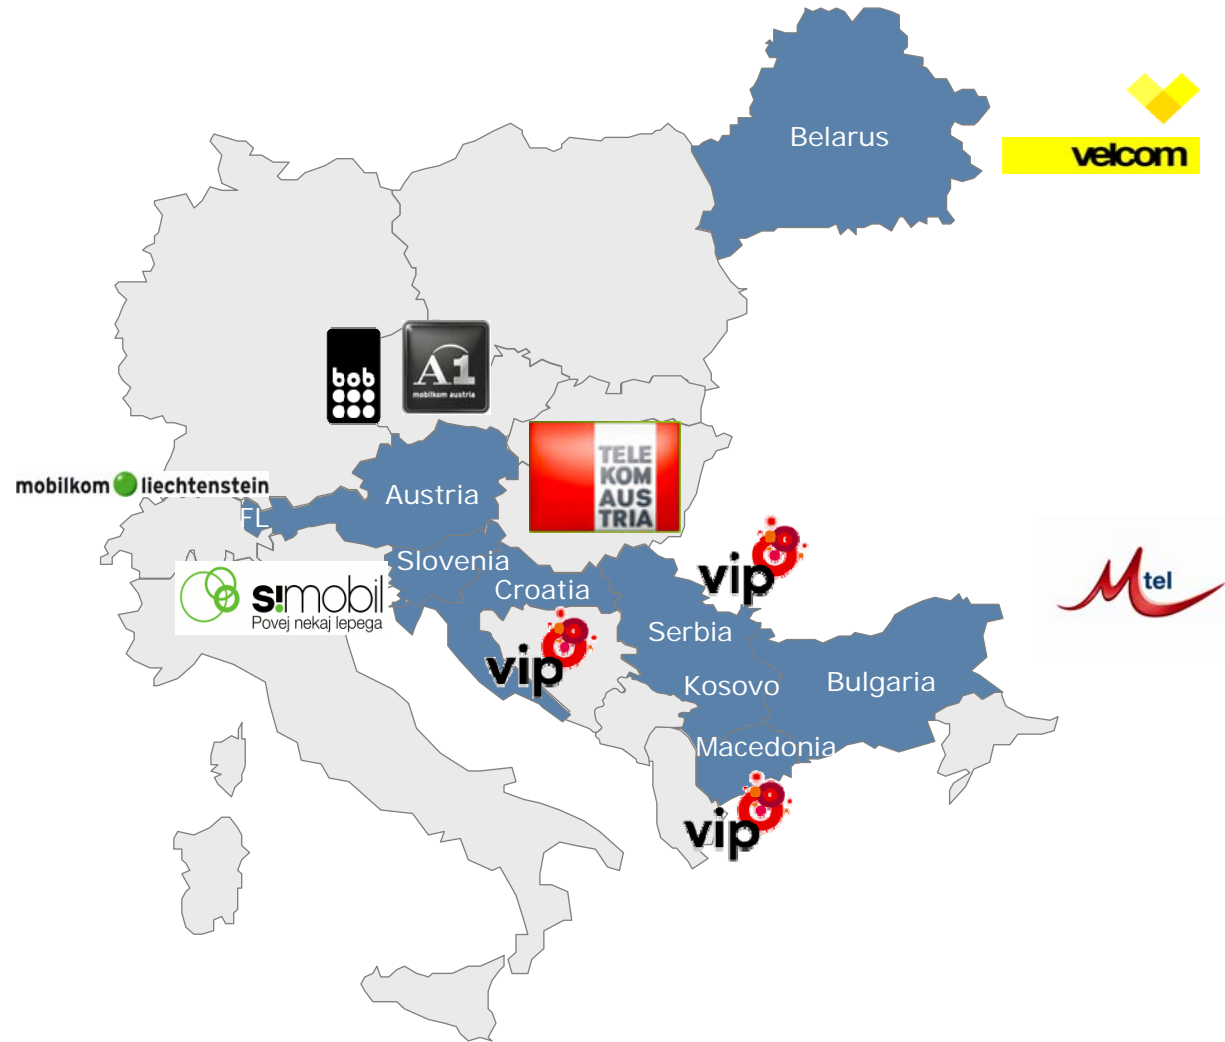 Belarus
velcom
bob
A1
mobilkom austria
TELE
KOM
AUS
TRIA
mobilkom liechtenstein
Austria
FL
Slovenia
Croatia
s!mobil
Povej nekaj lepega
vip
vip
Mtel
Serbia
Kosovo
Bulgaria
Macedonia
vip